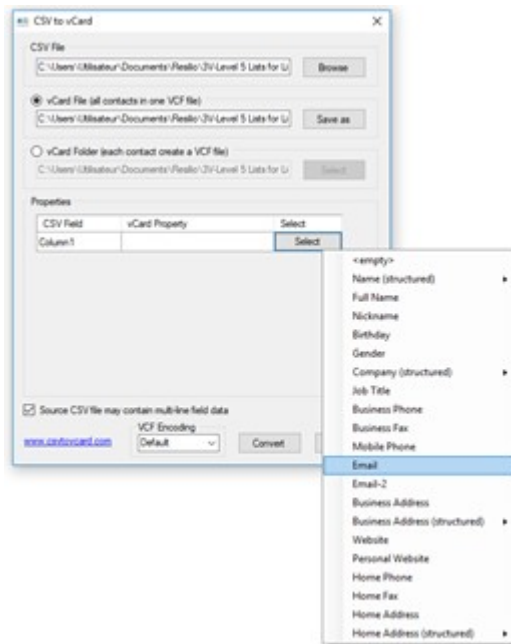 CSV to vCard
CSV File
C:\Users\Utilisateur\Documents\Resilio\3V-Level 5 Lists for Li
Browse
vCard File (all contacts in one VCF file)
C:\Users\Utilisateur\Documents\Resilio\3V-Level 5 Lists for Li
Save as
vCard Folder (each contact create a VCF file)
C:\Users\Utilisateur\Documents\Resilio\3V-Level 5 Lists for Li
Select
Properties
CSV Field vCard Property Select
Column1 Select
<empty>
Name (structured)
Full Name
Nickname
Birthday
Gender
Company (structured)
Job Title
Business Phone
Business Fax
Mobile Phone
Email
Email-2
Business Address
Business Address (structured)
Website
Personal Website
Home Phone
Home Fax
Home Address
Home Address (structured)
Source CSV file may contain multi-line field data
www.csvtovcard.com
VCF Encoding
Default
Convert